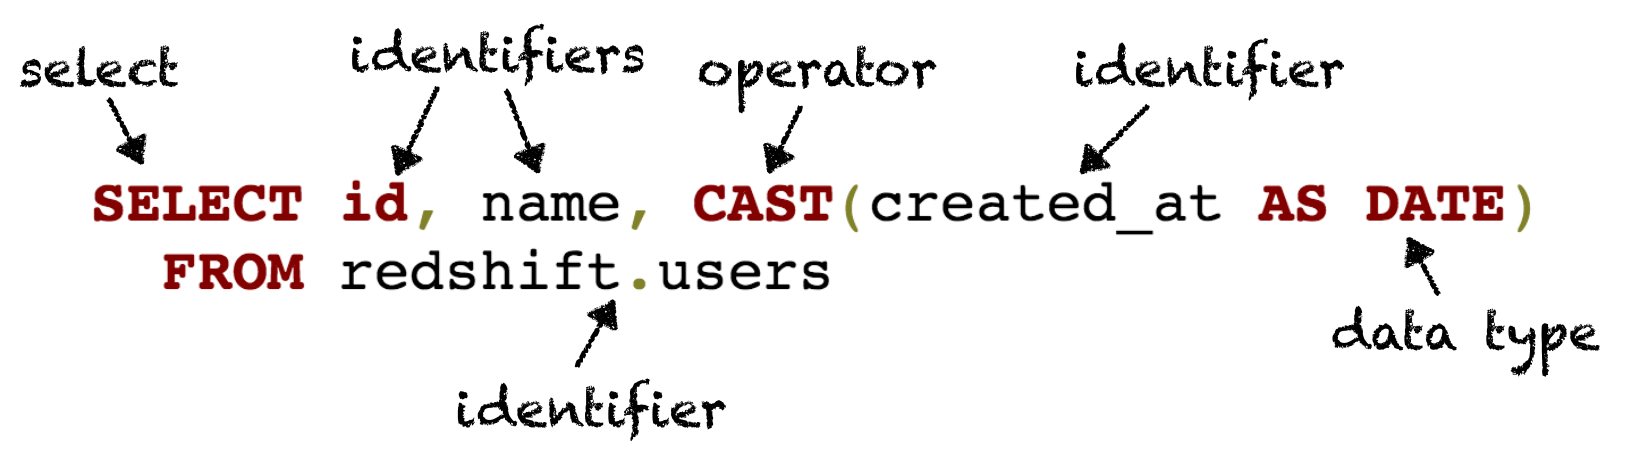 select identifiers operator identifier
SELECT id, name, CAST(created_at AS DATE)
FROM redshift.users
data type
identifier